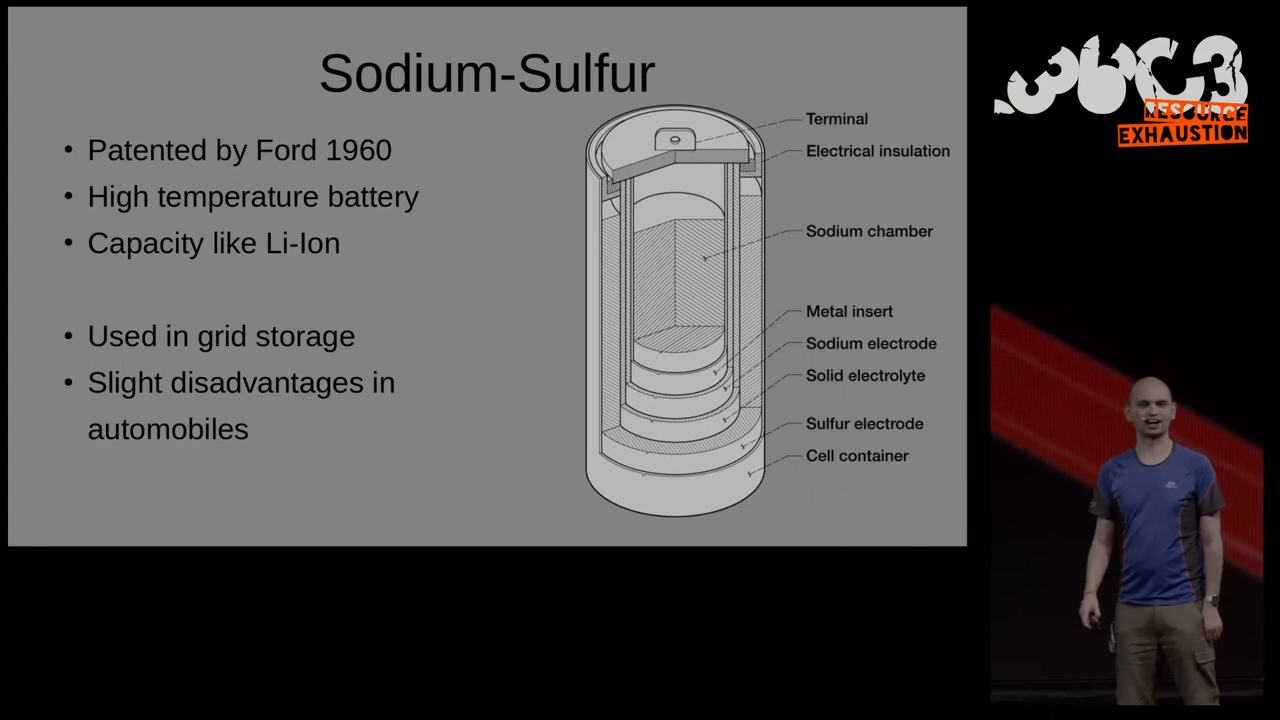 Sodium-Sulfur
• Patented by Ford 1960
• High temperature battery
• Capacity like Li-Ion
• Used in grid storage
• Slight disadvantages in
automobiles
Terminal
Electrical insulation
Sodium chamber
Metal insert
Sodium electrode
Solid electrolyte
Sulfur electrode
Cell container
36C3
RESOURCE
EXHAUSTION